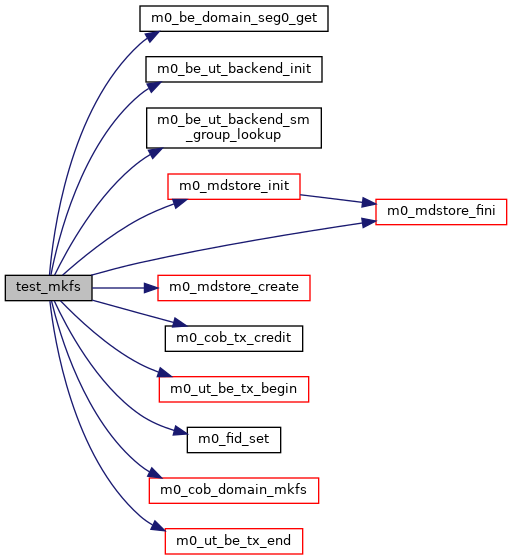 m0_be_domain_seg0_get
m0_be_ut_backend_init
m0_be_ut_backend_sm
_group_lookup
m0_mdstore_init
m0_mdstore_fini
test_mkfs
m0_mdstore_create
m0_cob_tx_credit
m0_ut_be_tx_begin
m0_fid_set
m0_cob_domain_mkfs
m0_ut_be_tx_end